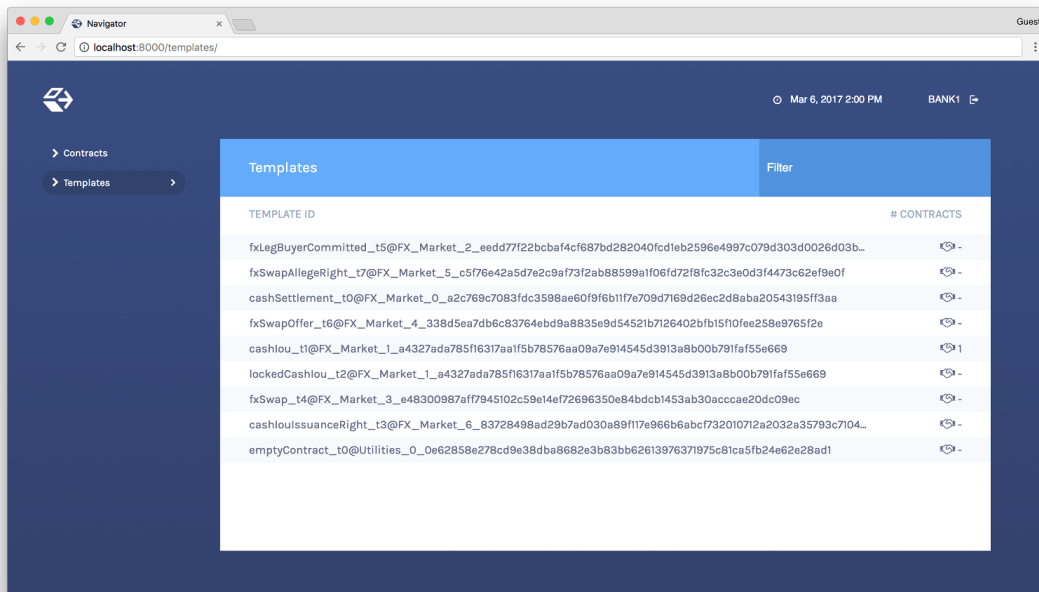 Navigator
Guest
localhost:8000/templates/
Mar 6, 2017 2:00 PM
BANK1
Contracts
Templates
Templates
Filter
TEMPLATE ID
# CONTRACTS
fxLegBuyerCommitted_t5@FX_Market_2_eedd77f22bcbaf4cf687bd282040fcd1eb2596e4997c079d303d0026d03b... -
fxSwapAllegeRight_t7@FX_Market_5_c5f76e42a5d7e2c9af73f2ab88599a1f06fd72f8fc32c3e0d3f4473c62ef9e0f -
cashSettlement_t0@FX_Market_0_a2c769c7083fdc3598ae60f9f6b11f7e709d7169d26ec2d8aba20543195ff3aa -
fxSwapOffer_t6@FX_Market_4_338d5ea7db6c83764ebd9a8835e9d54521b7126402bfb15f10fee258e9765f2e -
cashIou_t1@FX_Market_1_a4327ada785f16317aa1f5b78576aa09a7e914545d3913a8b00b791faf55e669 1
lockedCashIou_t2@FX_Market_1_a4327ada785f16317aa1f5b78576aa09a7e914545d3913a8b00b791faf55e669 -
fxSwap_t4@FX_Market_3_e48300987aff7945102c59e14ef72696350e84bdcb1453ab30acccae20dc09ec -
cashIouIssuanceRight_t3@FX_Market_6_83728498ad29b7ad030a89f117e966b6abcf732010712a2032a35793c7104... -
emptyContract_t0@Utilities_0_0e62858e278cd9e38dba8682e3b83bb62613976371975c81ca5fb24e62e28ad1 -